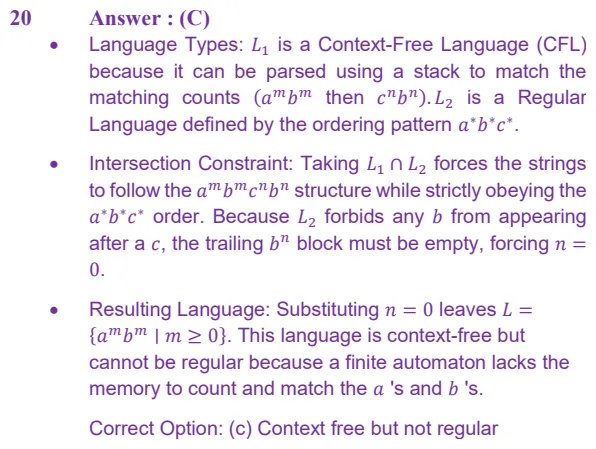 20 Answer : (C)
• Language Types: L₁ is a Context-Free Language (CFL)
because it can be parsed using a stack to match the
matching counts (aᵐbᵐ then cⁿbⁿ). L₂ is a Regular
Language defined by the ordering pattern a*b*c*.
• Intersection Constraint: Taking L₁ ∩ L₂ forces the strings
to follow the aᵐbᵐcⁿbⁿ structure while strictly obeying the
a*b*c* order. Because L₂ forbids any b from appearing
after a c, the trailing bⁿ block must be empty, forcing n =
0.
• Resulting Language: Substituting n = 0 leaves L =
{aᵐbᵐ | m ≥ 0}. This language is context-free but
cannot be regular because a finite automaton lacks the
memory to count and match the a 's and b 's.
Correct Option: (c) Context free but not regular